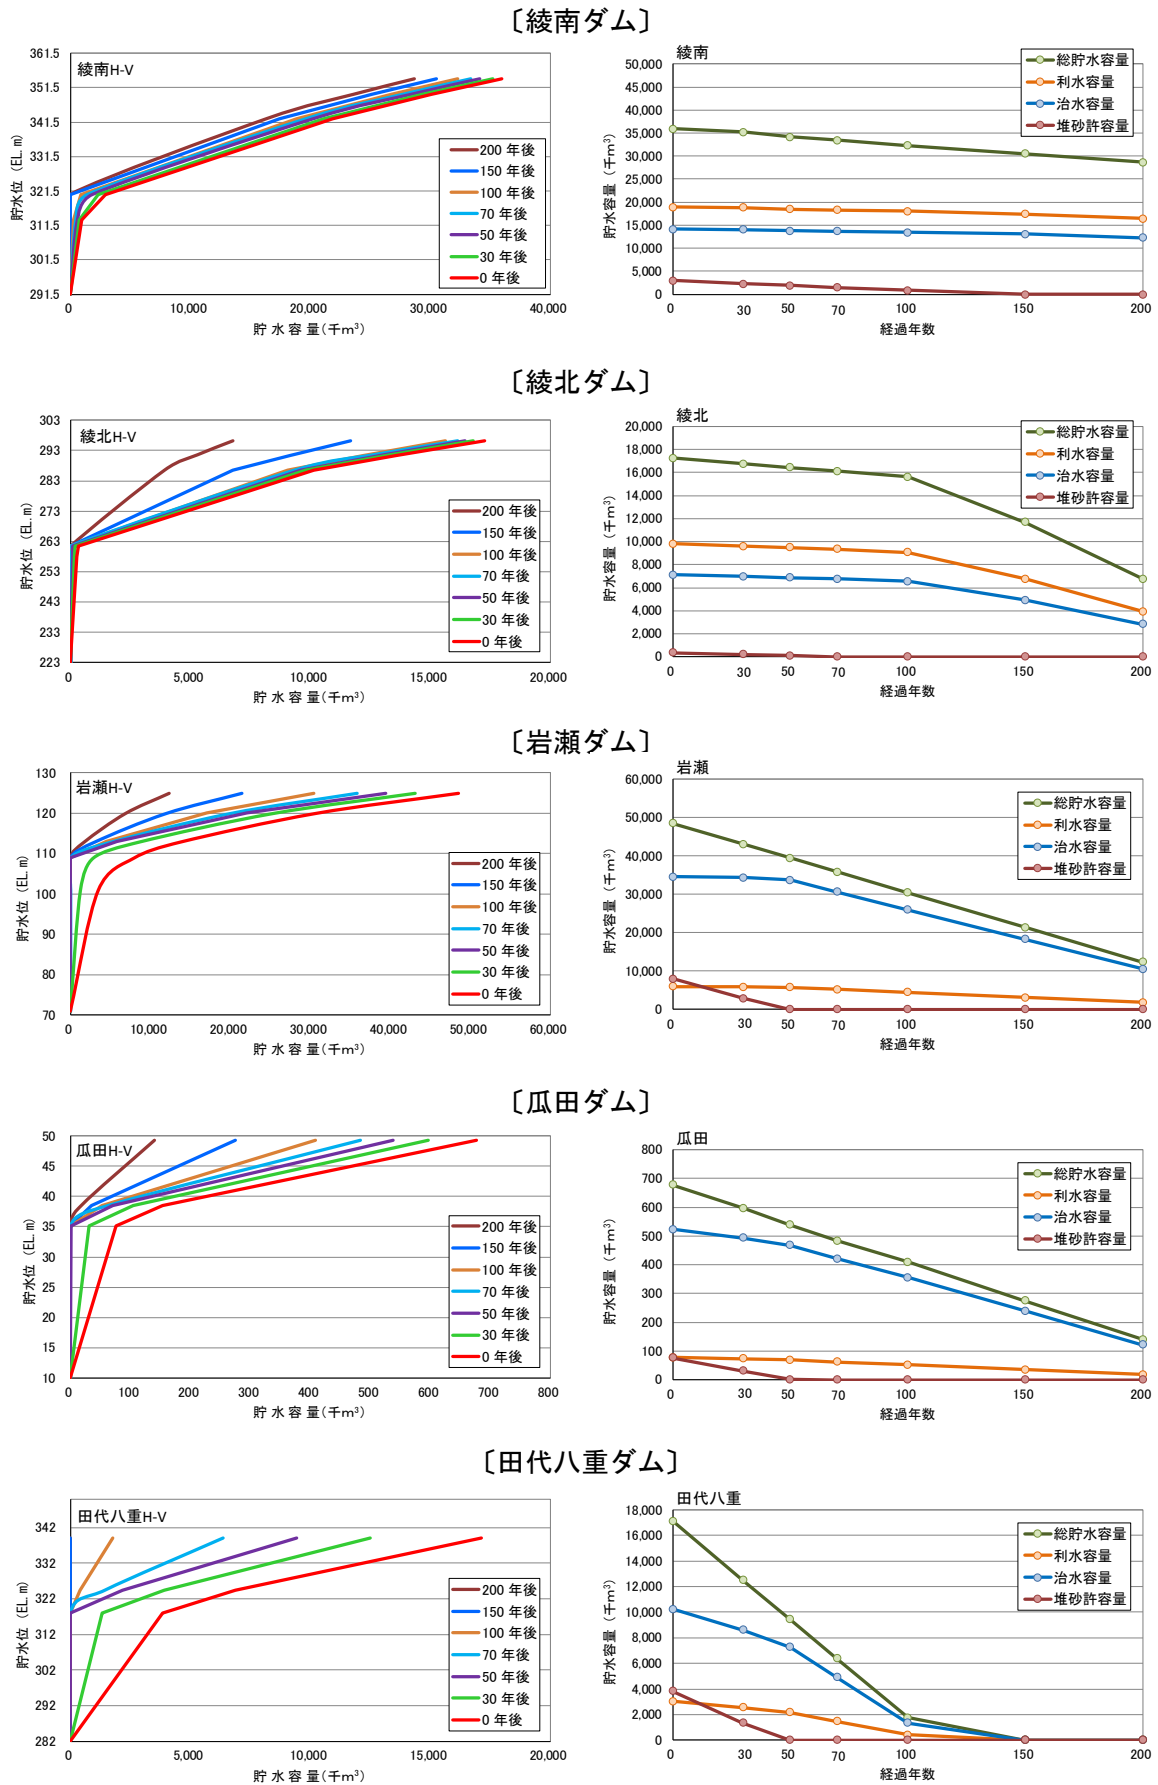 〔綾南ダム〕
綾南H-V
貯水位（EL.m）
361.5
351.5
341.5
331.5
321.5
311.5
301.5
291.5
200 年後
150 年後
100 年後
70 年後
50 年後
30 年後
0 年後
0 10,000 20,000 30,000 40,000
貯 水 容 量（千m³）
綾南
貯水容量（千m³）
50,000
45,000
40,000
35,000
30,000
25,000
20,000
15,000
10,000
5,000
0
総貯水容量
利水容量
治水容量
堆砂許容量
0 30 50 70 100 150 200
経過年数
〔綾北ダム〕
綾北H-V
貯水位（EL.m）
303
293
283
273
263
253
243
233
223
200 年後
150 年後
100 年後
70 年後
50 年後
30 年後
0 年後
0 5,000 10,000 15,000 20,000
貯 水 容 量（千m³）
綾北
貯水容量（千m³）
20,000
18,000
16,000
14,000
12,000
10,000
8,000
6,000
4,000
2,000
0
総貯水容量
利水容量
治水容量
堆砂許容量
0 30 50 70 100 150 200
経過年数
〔岩瀬ダム〕
岩瀬H-V
貯水位（EL.m）
130
120
110
100
90
80
70
200 年後
150 年後
100 年後
70 年後
50 年後
30 年後
0 年後
0 10,000 20,000 30,000 40,000 50,000 60,000
貯 水 容 量（千m³）
岩瀬
貯水容量（千m³）
60,000
50,000
40,000
30,000
20,000
10,000
0
総貯水容量
利水容量
治水容量
堆砂許容量
0 30 50 70 100 150 200
経過年数
〔瓜田ダム〕
瓜田H-V
貯水位（EL.m）
50
45
40
35
30
25
20
15
10
200 年後
150 年後
100 年後
70 年後
50 年後
30 年後
0 年後
0 100 200 300 400 500 600 700 800
貯 水 容 量（千m³）
瓜田
貯水容量（千m³）
800
700
600
500
400
300
200
100
0
総貯水容量
利水容量
治水容量
堆砂許容量
0 30 50 70 100 150 200
経過年数
〔田代八重ダム〕
田代八重H-V
貯水位（EL.m）
342
332
322
312
302
292
282
200 年後
150 年後
100 年後
70 年後
50 年後
30 年後
0 年後
0 5,000 10,000 15,000 20,000
貯 水 容 量（千m³）
田代八重
貯水容量（千m³）
18,000
16,000
14,000
12,000
10,000
8,000
6,000
4,000
2,000
0
総貯水容量
利水容量
治水容量
堆砂許容量
0 30 50 70 100 150 200
経過年数